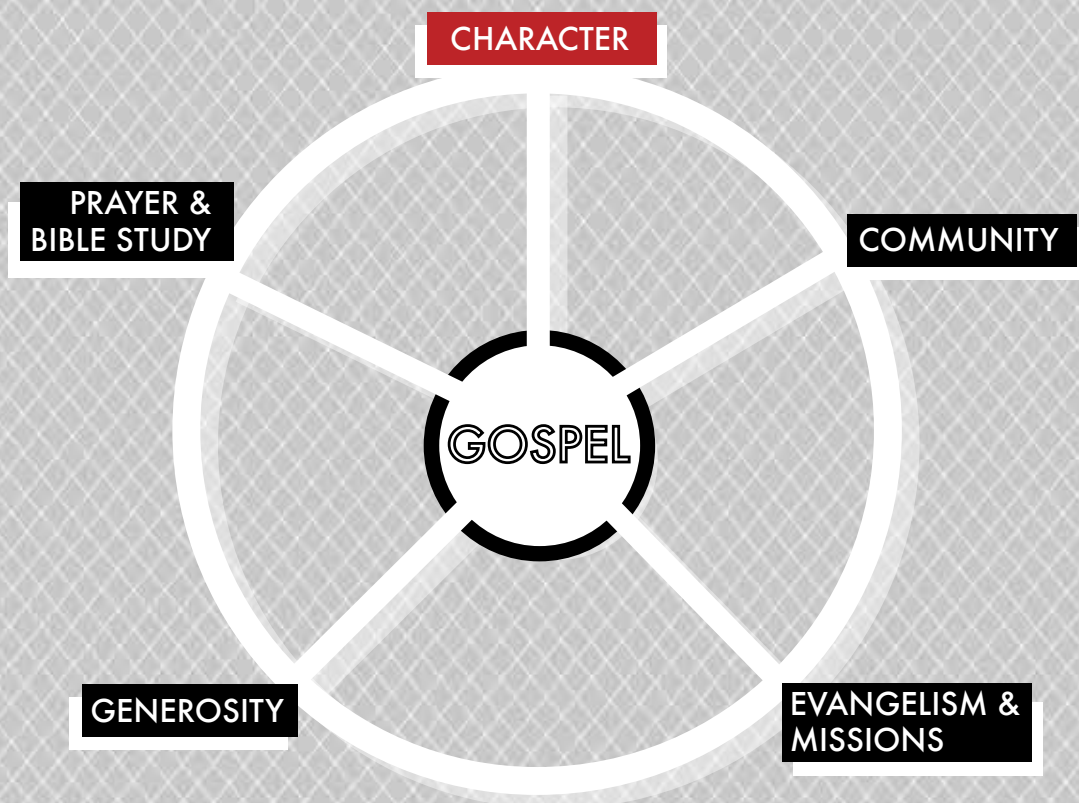 CHARACTER
PRAYER &
BIBLE STUDY
COMMUNITY
GOSPEL
GENEROSITY
EVANGELISM &
MISSIONS